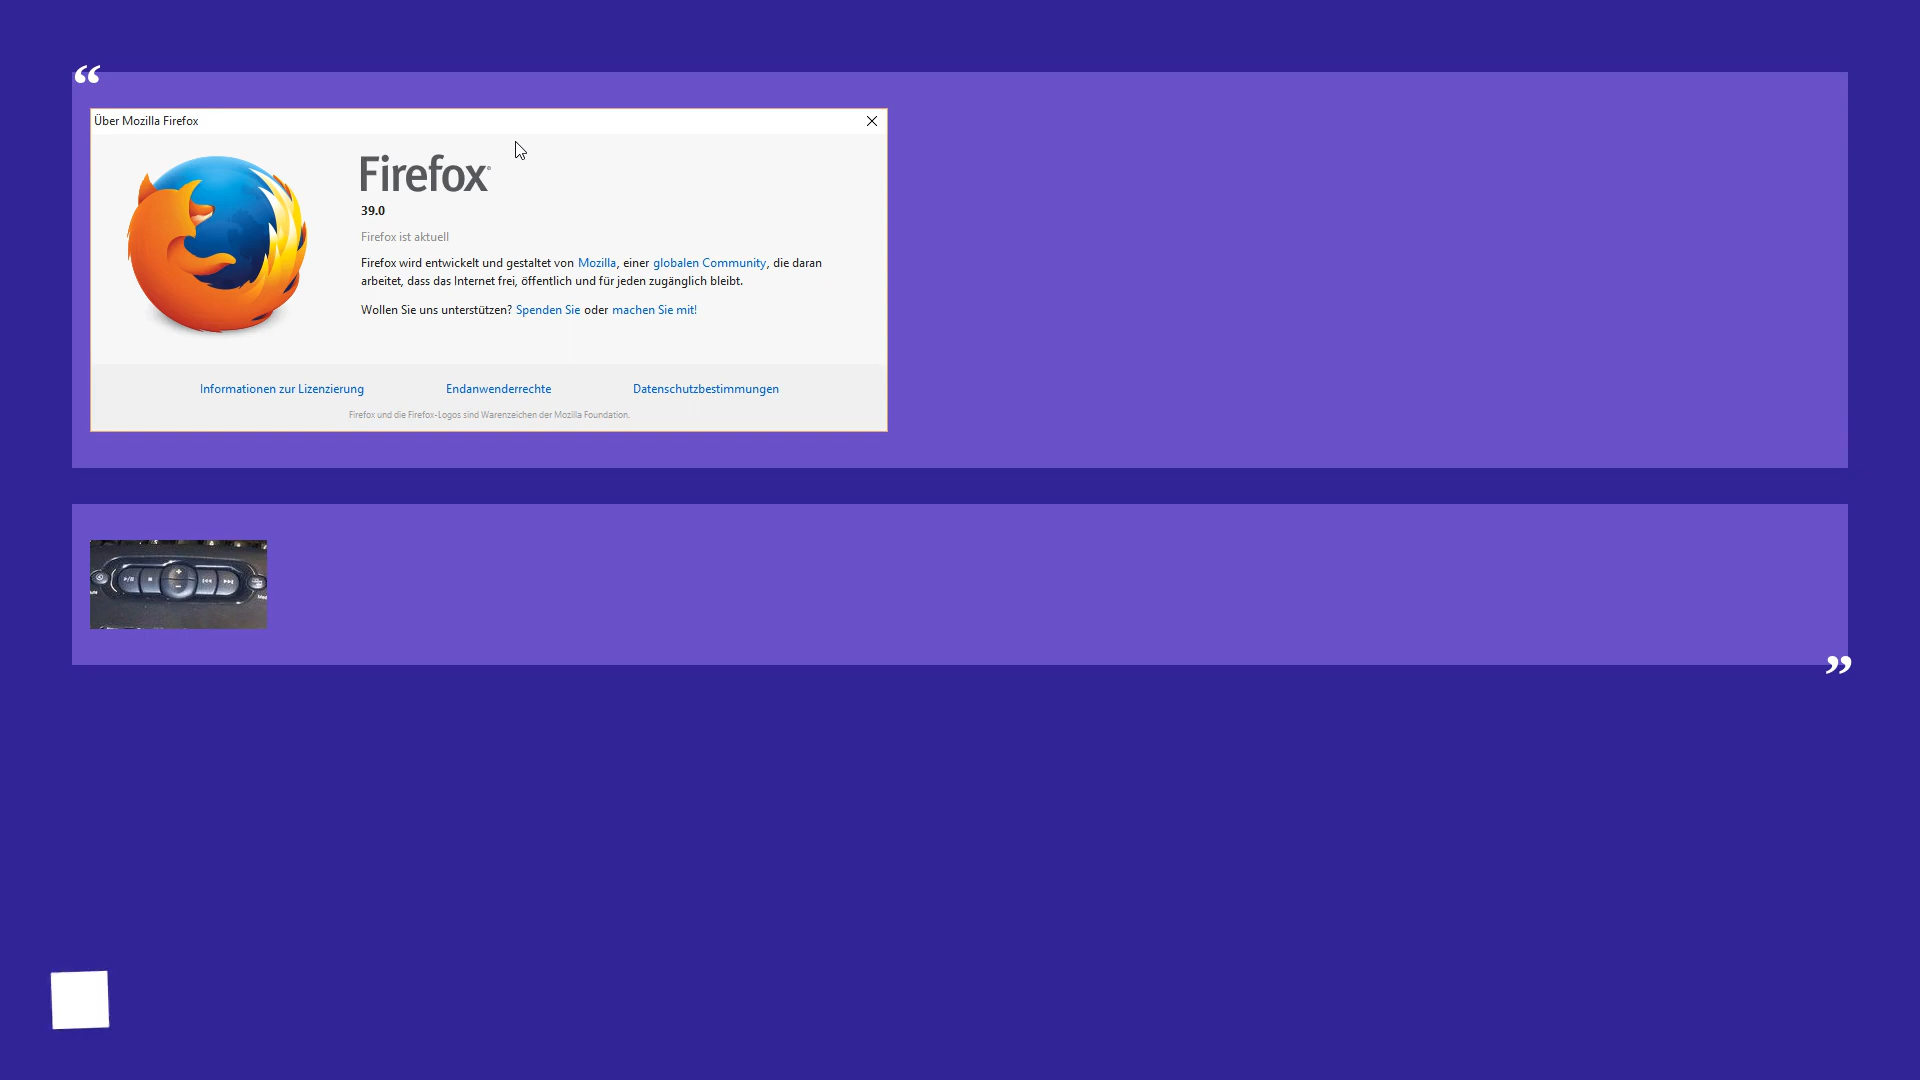 “
Über Mozilla Firefox
Firefox
39.0
Firefox ist aktuell
Firefox wird entwickelt und gestaltet von Mozilla, einer globalen Community, die daran
arbeitet, dass das Internet frei, öffentlich und für jeden zugänglich bleibt.
Wollen Sie uns unterstützen? Spenden Sie oder machen Sie mit!
Informationen zur Lizenzierung Endanwenderrechte Datenschutzbestimmungen
Firefox und die Firefox-Logos sind Warenzeichen der Mozilla Foundation.
”